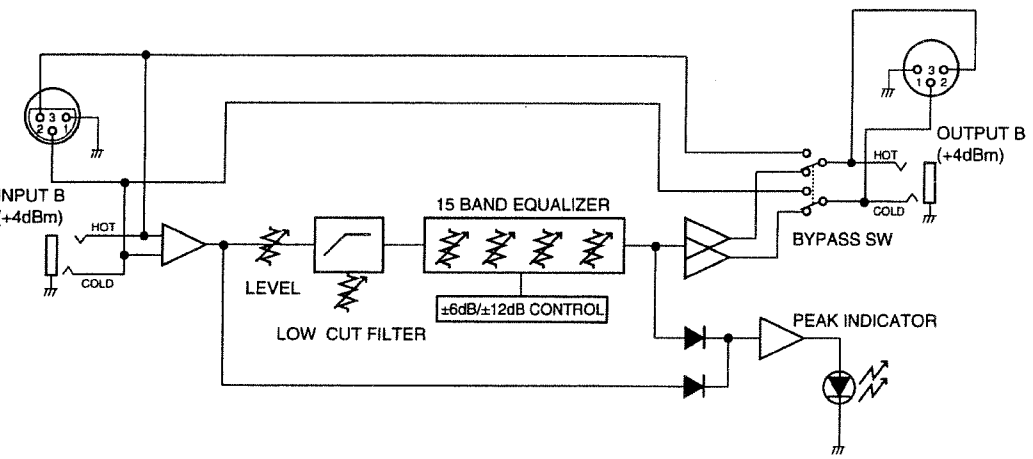 3
2 1
INPUT B
(+4dBm)
HOT
COLD
LEVEL
LOW CUT FILTER
15 BAND EQUALIZER
±6dB/±12dB CONTROL
3
1 2
OUTPUT B
(+4dBm)
HOT
COLD
BYPASS SW
PEAK INDICATOR